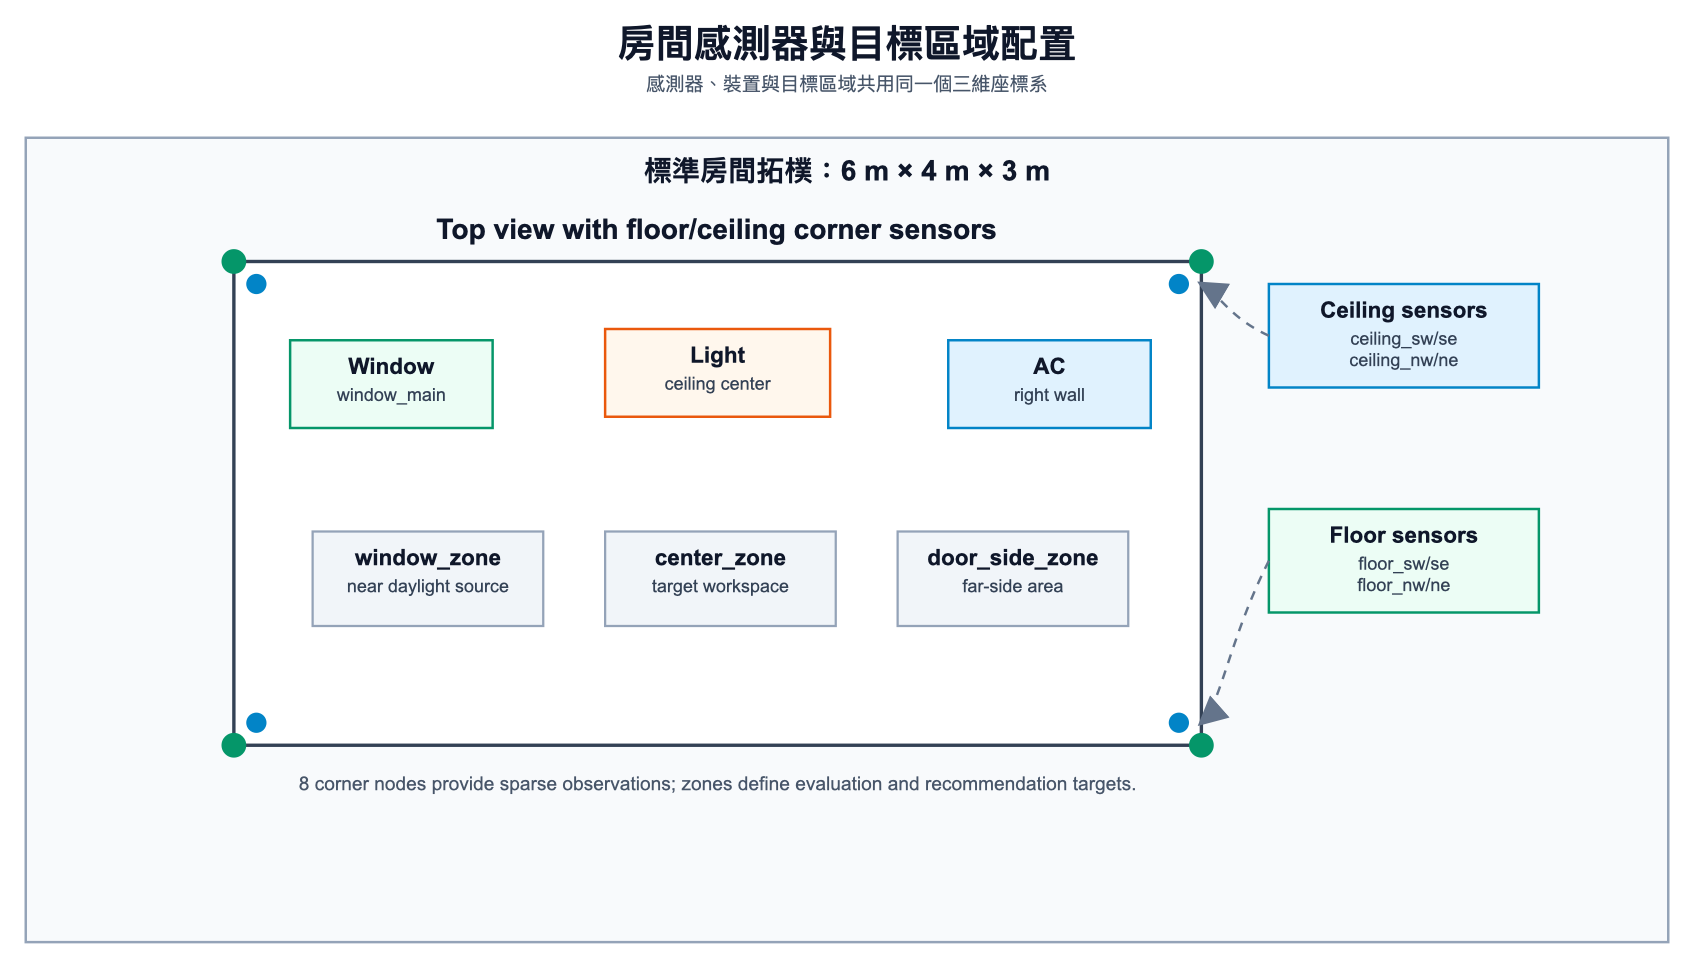 房間感測器與目標區域配置
感測器、裝置與目標區域共用同一個三維座標系
標準房間拓樸：6 m × 4 m × 3 m
Top view with floor/ceiling corner sensors
Window
window_main
Light
ceiling center
AC
right wall
Ceiling sensors
ceiling_sw/se
ceiling_nw/ne
window_zone
near daylight source
center_zone
target workspace
door_side_zone
far-side area
Floor sensors
floor_sw/se
floor_nw/ne
8 corner nodes provide sparse observations; zones define evaluation and recommendation targets.